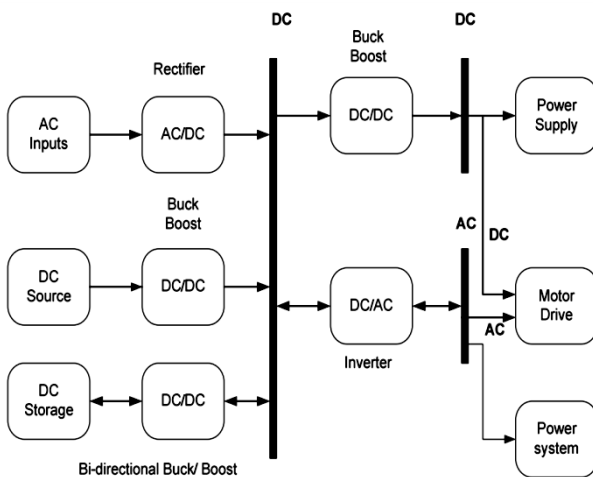 DC
DC
Buck
Boost
Rectifier
AC
Inputs
AC/DC
DC/DC
Power
Supply
Buck
Boost
AC
DC
DC
Source
DC/DC
DC/AC
Motor
Drive
AC
Inverter
DC
Storage
DC/DC
Power
system
Bi-directional Buck/ Boost